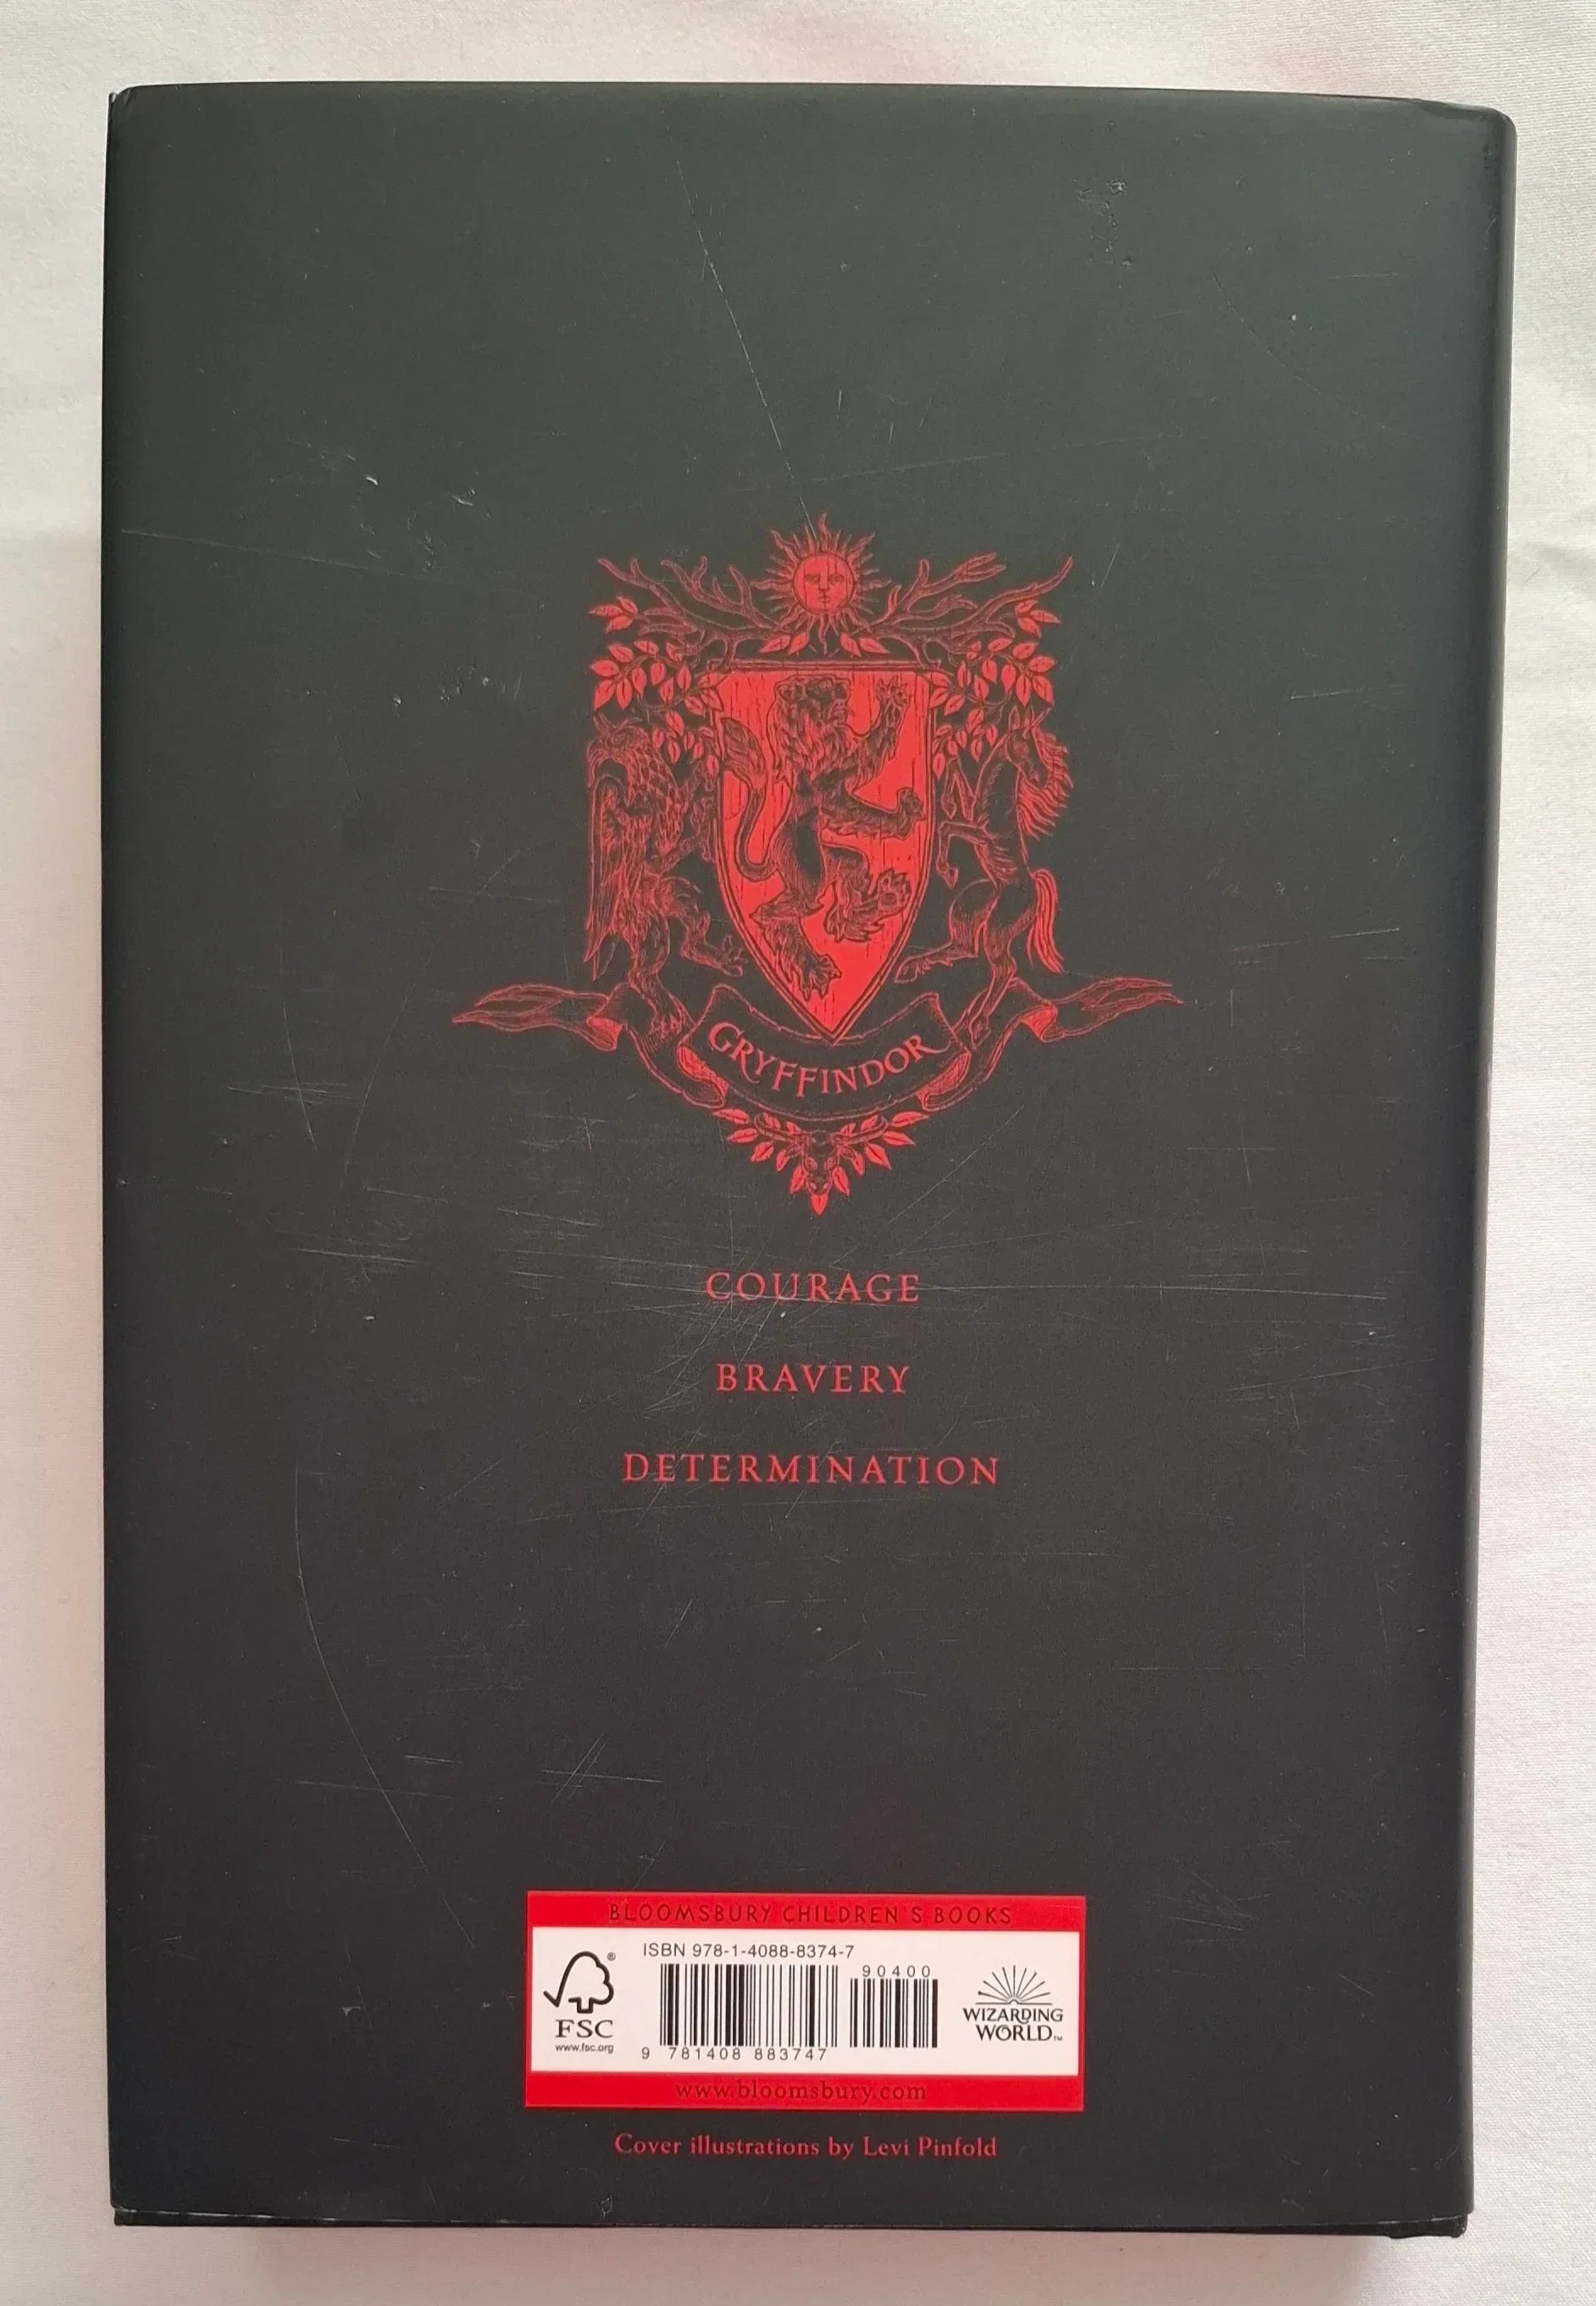 GRYFFINDOR
COURAGE
BRAVERY
DETERMINATION
BLOOMSBURY CHILDREN'S BOOKS
ISBN 978-1-4088-8374-7
90400
FSC
®
www.fsc.org
9 781408 883747
WIZARDING
WORLD™
www.bloomsbury.com
Cover illustrations by Levi Pinfold